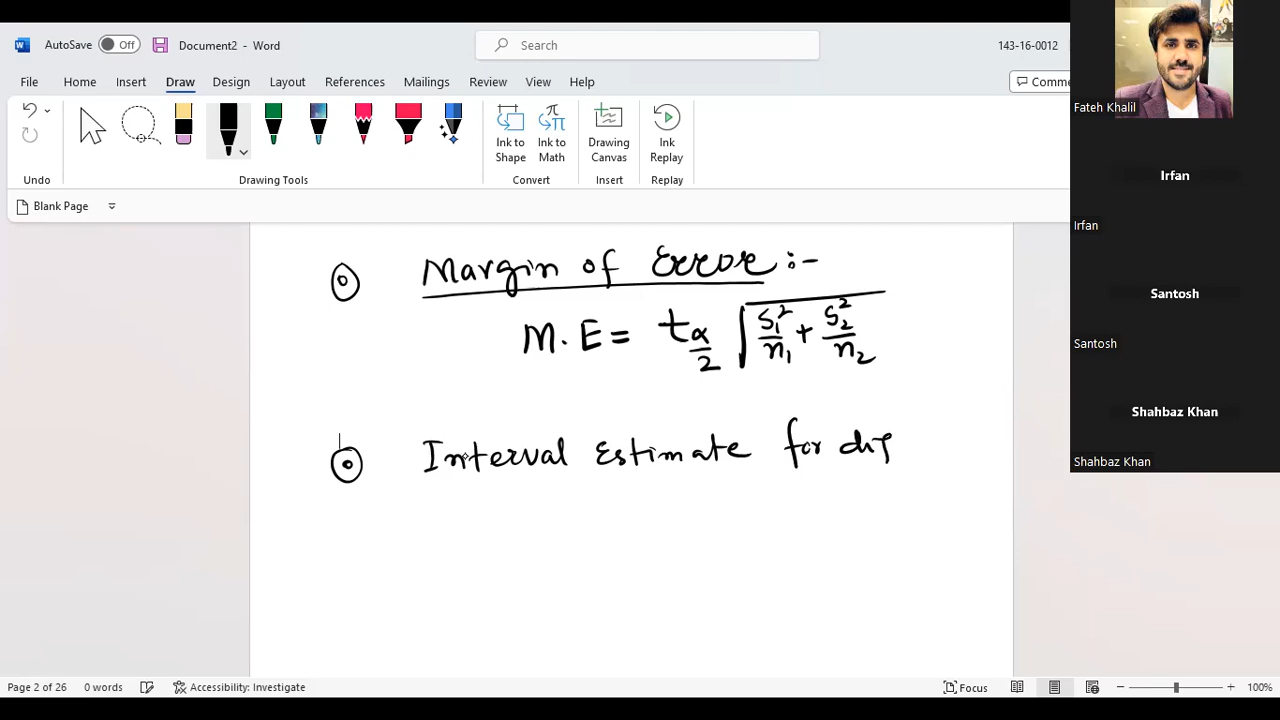 AutoSave Off Document2 - Word Search 143-16-0012
File Home Insert Draw Design Layout References Mailings Review View Help Comme
Undo Drawing Tools Ink to Shape Ink to Math Convert Drawing Canvas Insert Ink Replay Replay
Blank Page
Margin of Error :-
M.E = t α/2 √ S₁²/n₁ + S₂²/n₂
Interval Estimate for dif
Page 2 of 26 0 words Accessibility: Investigate Focus 100%
Fateh Khalil
Irfan
Irfan
Santosh
Santosh
Shahbaz Khan
Shahbaz Khan